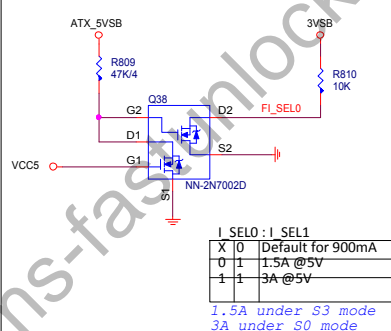 ATX_5VSB
3VSB
R809
47K/4
R810
10K
Q38
G2
D2
FI_SEL0
D1
S2
VCC5
G1
NN-2N7002D
S1
I_SEL0 : I_SEL1
X 0 Default for 900mA
0 1 1.5A @5V
1 1 3A @5V
1.5A under S3 mode
3A under S0 mode
ns-fastunlock